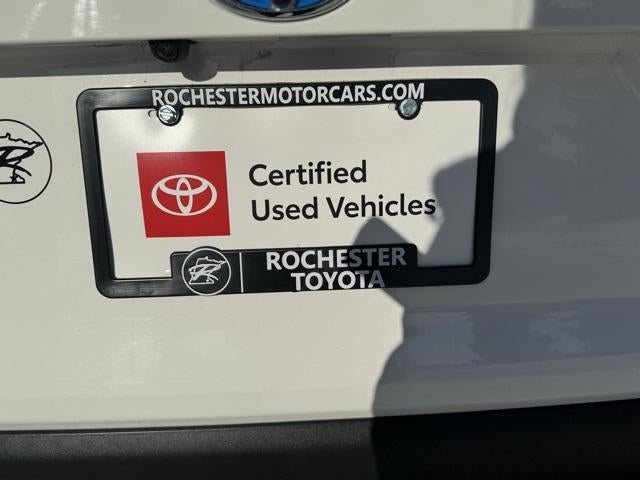 ROCHESTERMOTORCARS.COM
Certified
Used Vehicles
ROCHESTER
TOYOTA